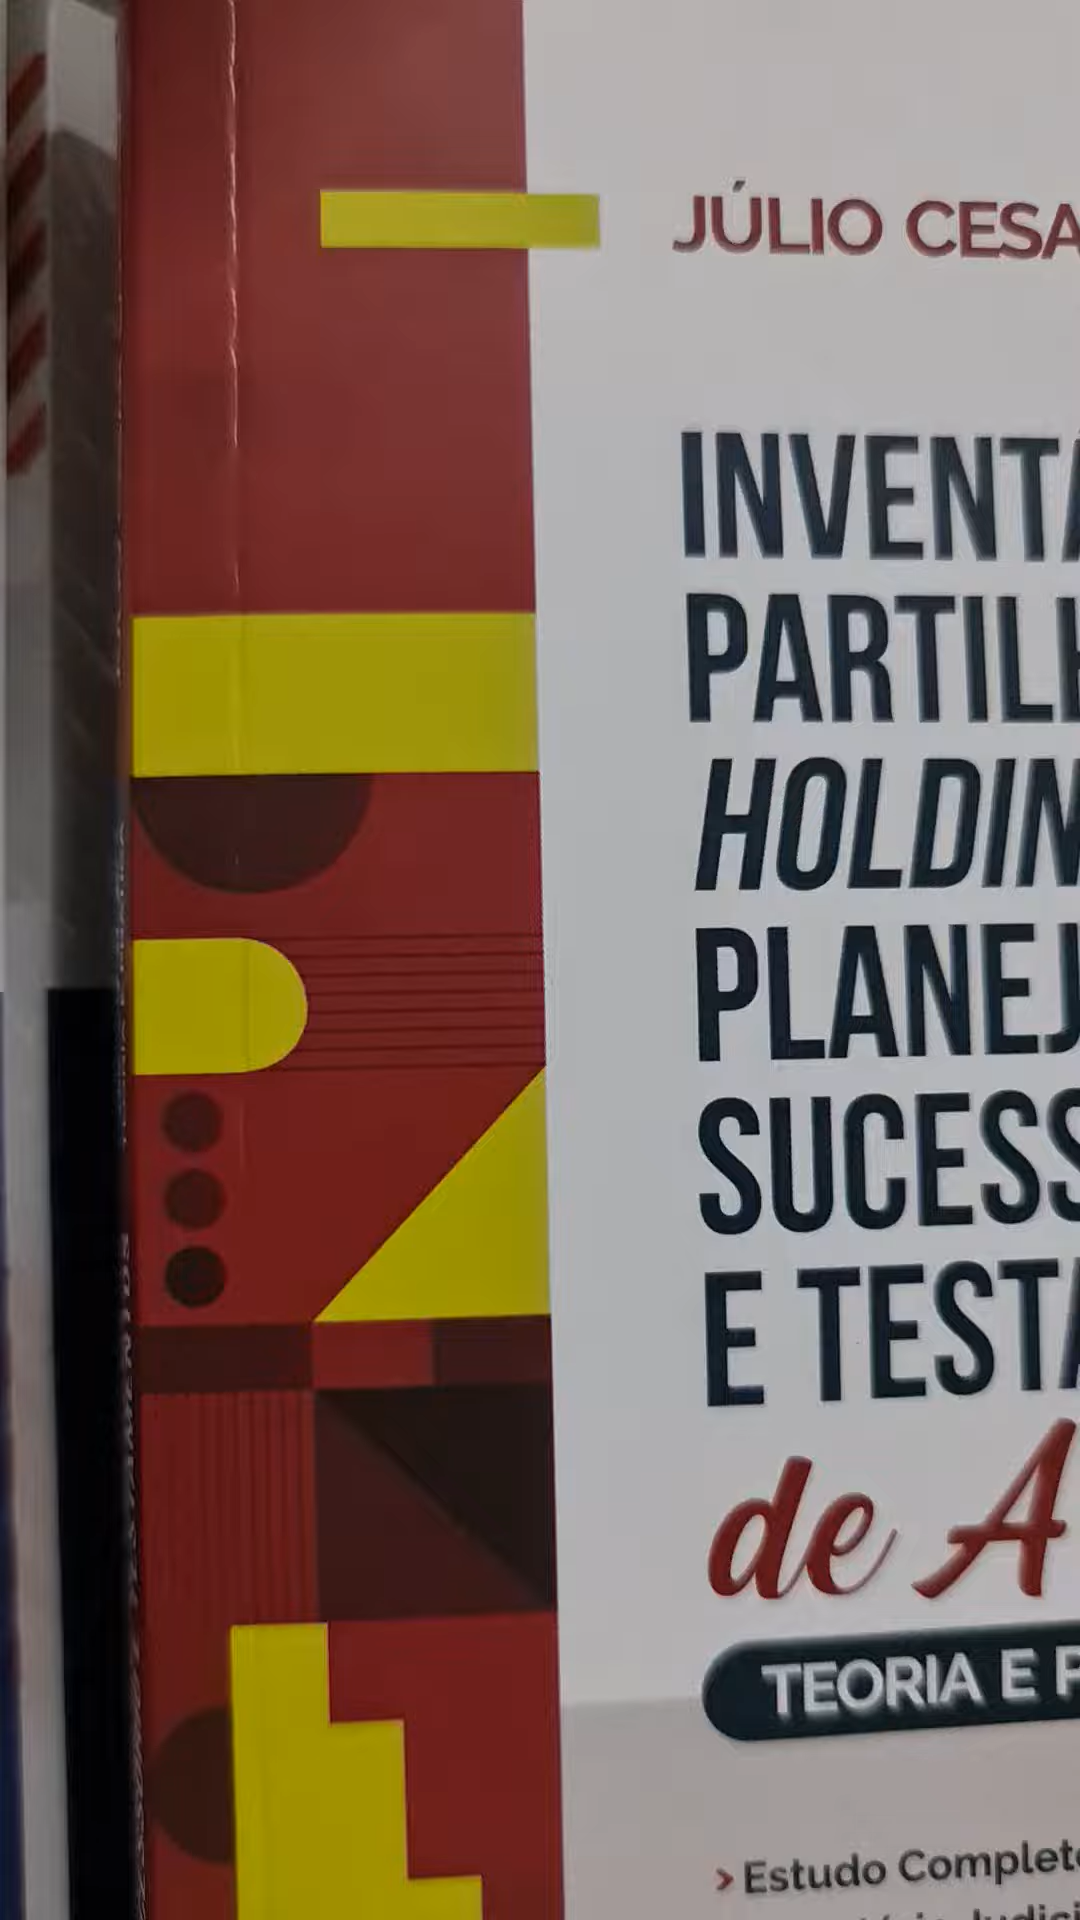 JÚLIO CESA
INVENTÁ
PARTILH
HOLDIN
PLANEJ
SUCESS
E TESTA
de A
TEORIA E P
> Estudo Complet